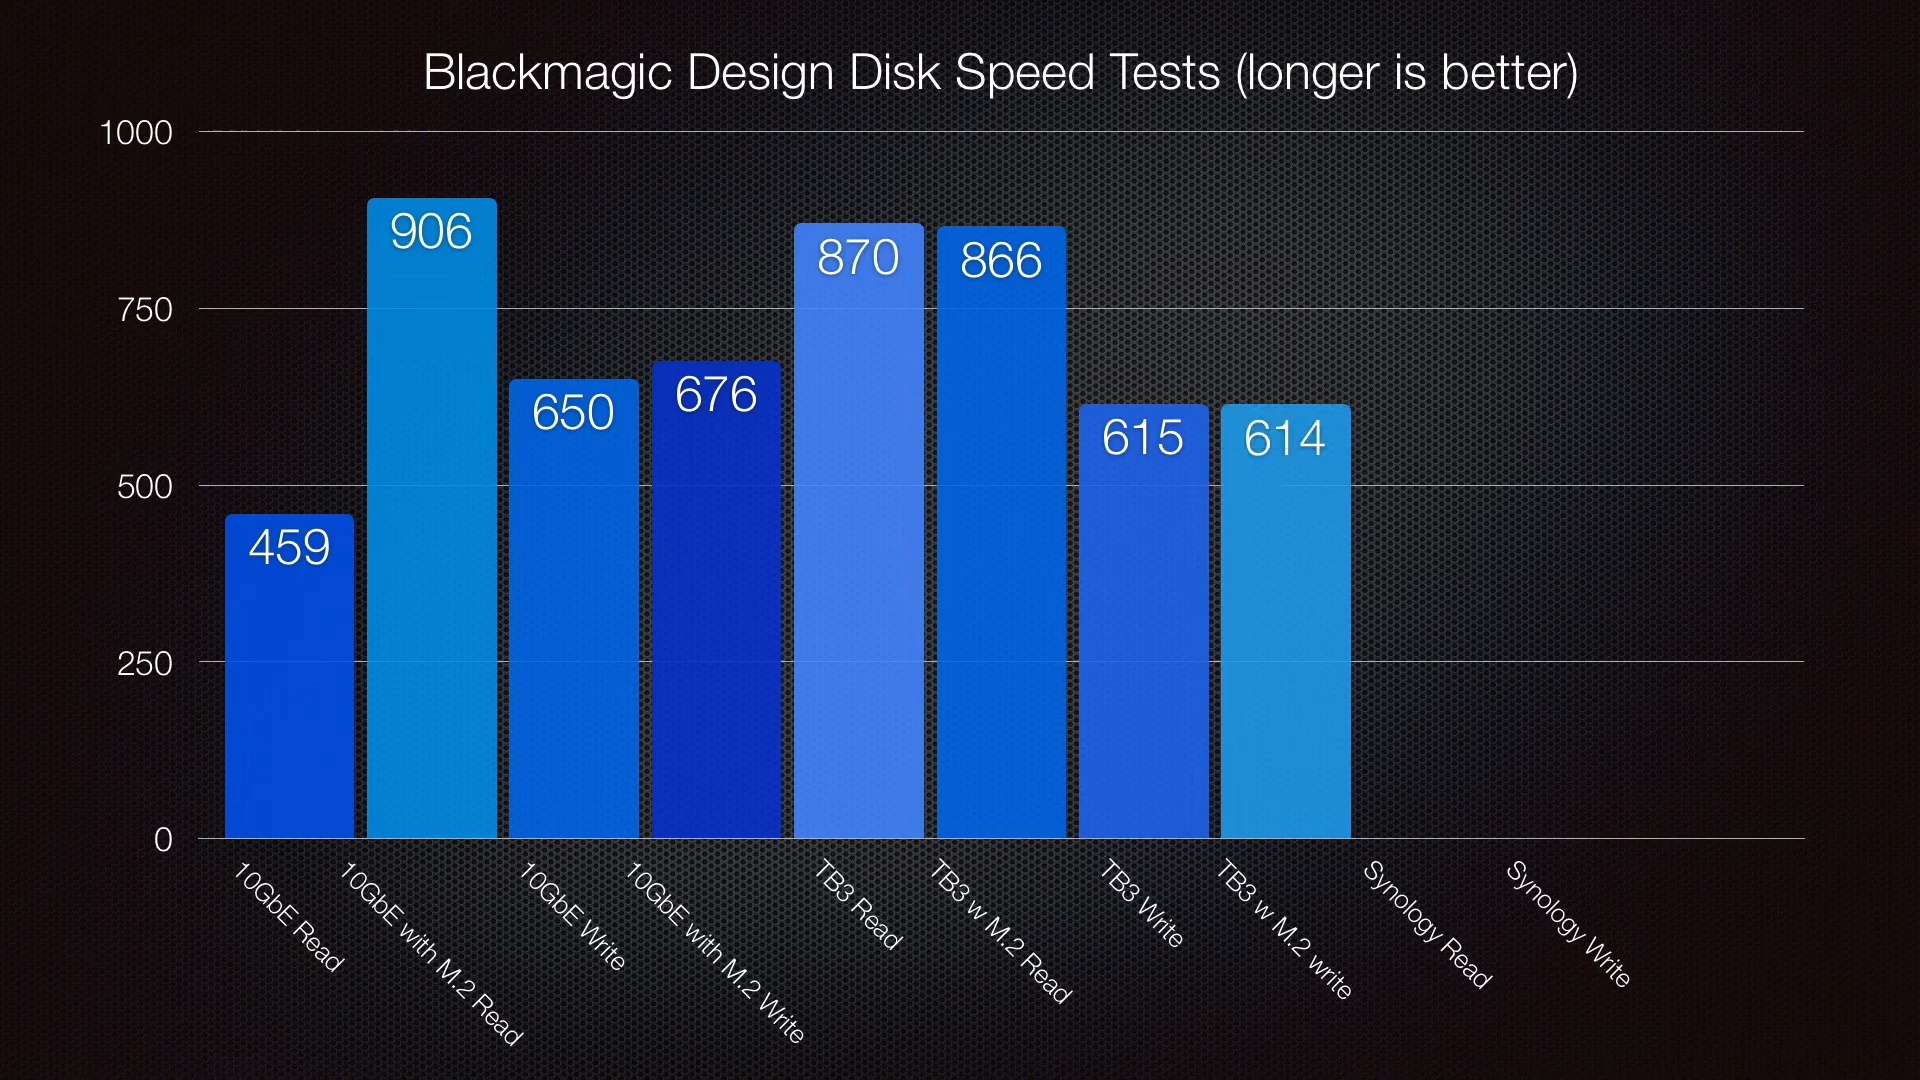 Blackmagic Design Disk Speed Tests (longer is better)
1000
750
500
250
0
459
906
650
676
870
866
615
614
10GbE Read
10GbE with M.2 Read
10GbE Write
10GbE with M.2 Write
TB3 Read
TB3 w M.2 Read
TB3 Write
TB3 w M.2 write
Synology Read
Synology Write